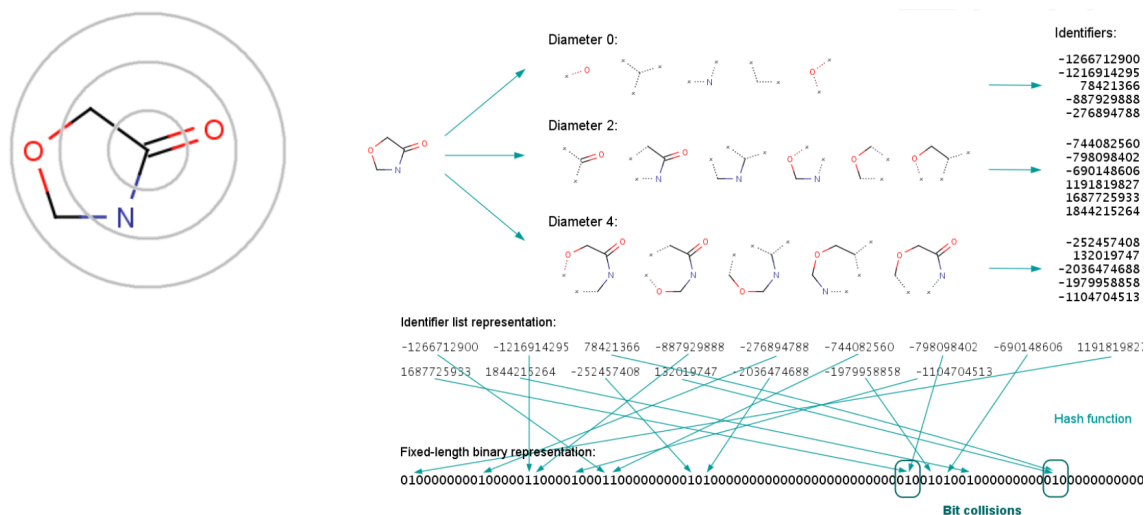 O
O
N
Diameter 0:
Identifiers:
-1266712900
-1216914295
78421366
-887929888
-276894788
Diameter 2:
-744082560
-798098402
-690148606
1191819827
1687725933
1844215264
Diameter 4:
-252457408
132019747
-2036474688
-1979958858
-1104704513
Identifier list representation:
-1266712900 -1216914295 78421366 -887929888 -276894788 -744082560 -798098402 -690148606 1191819827
1687725933 1844215264 -252457408 132019747 -2036474688 -1979958858 -1104704513
Hash function
Fixed-length binary representation:
Bit collisions